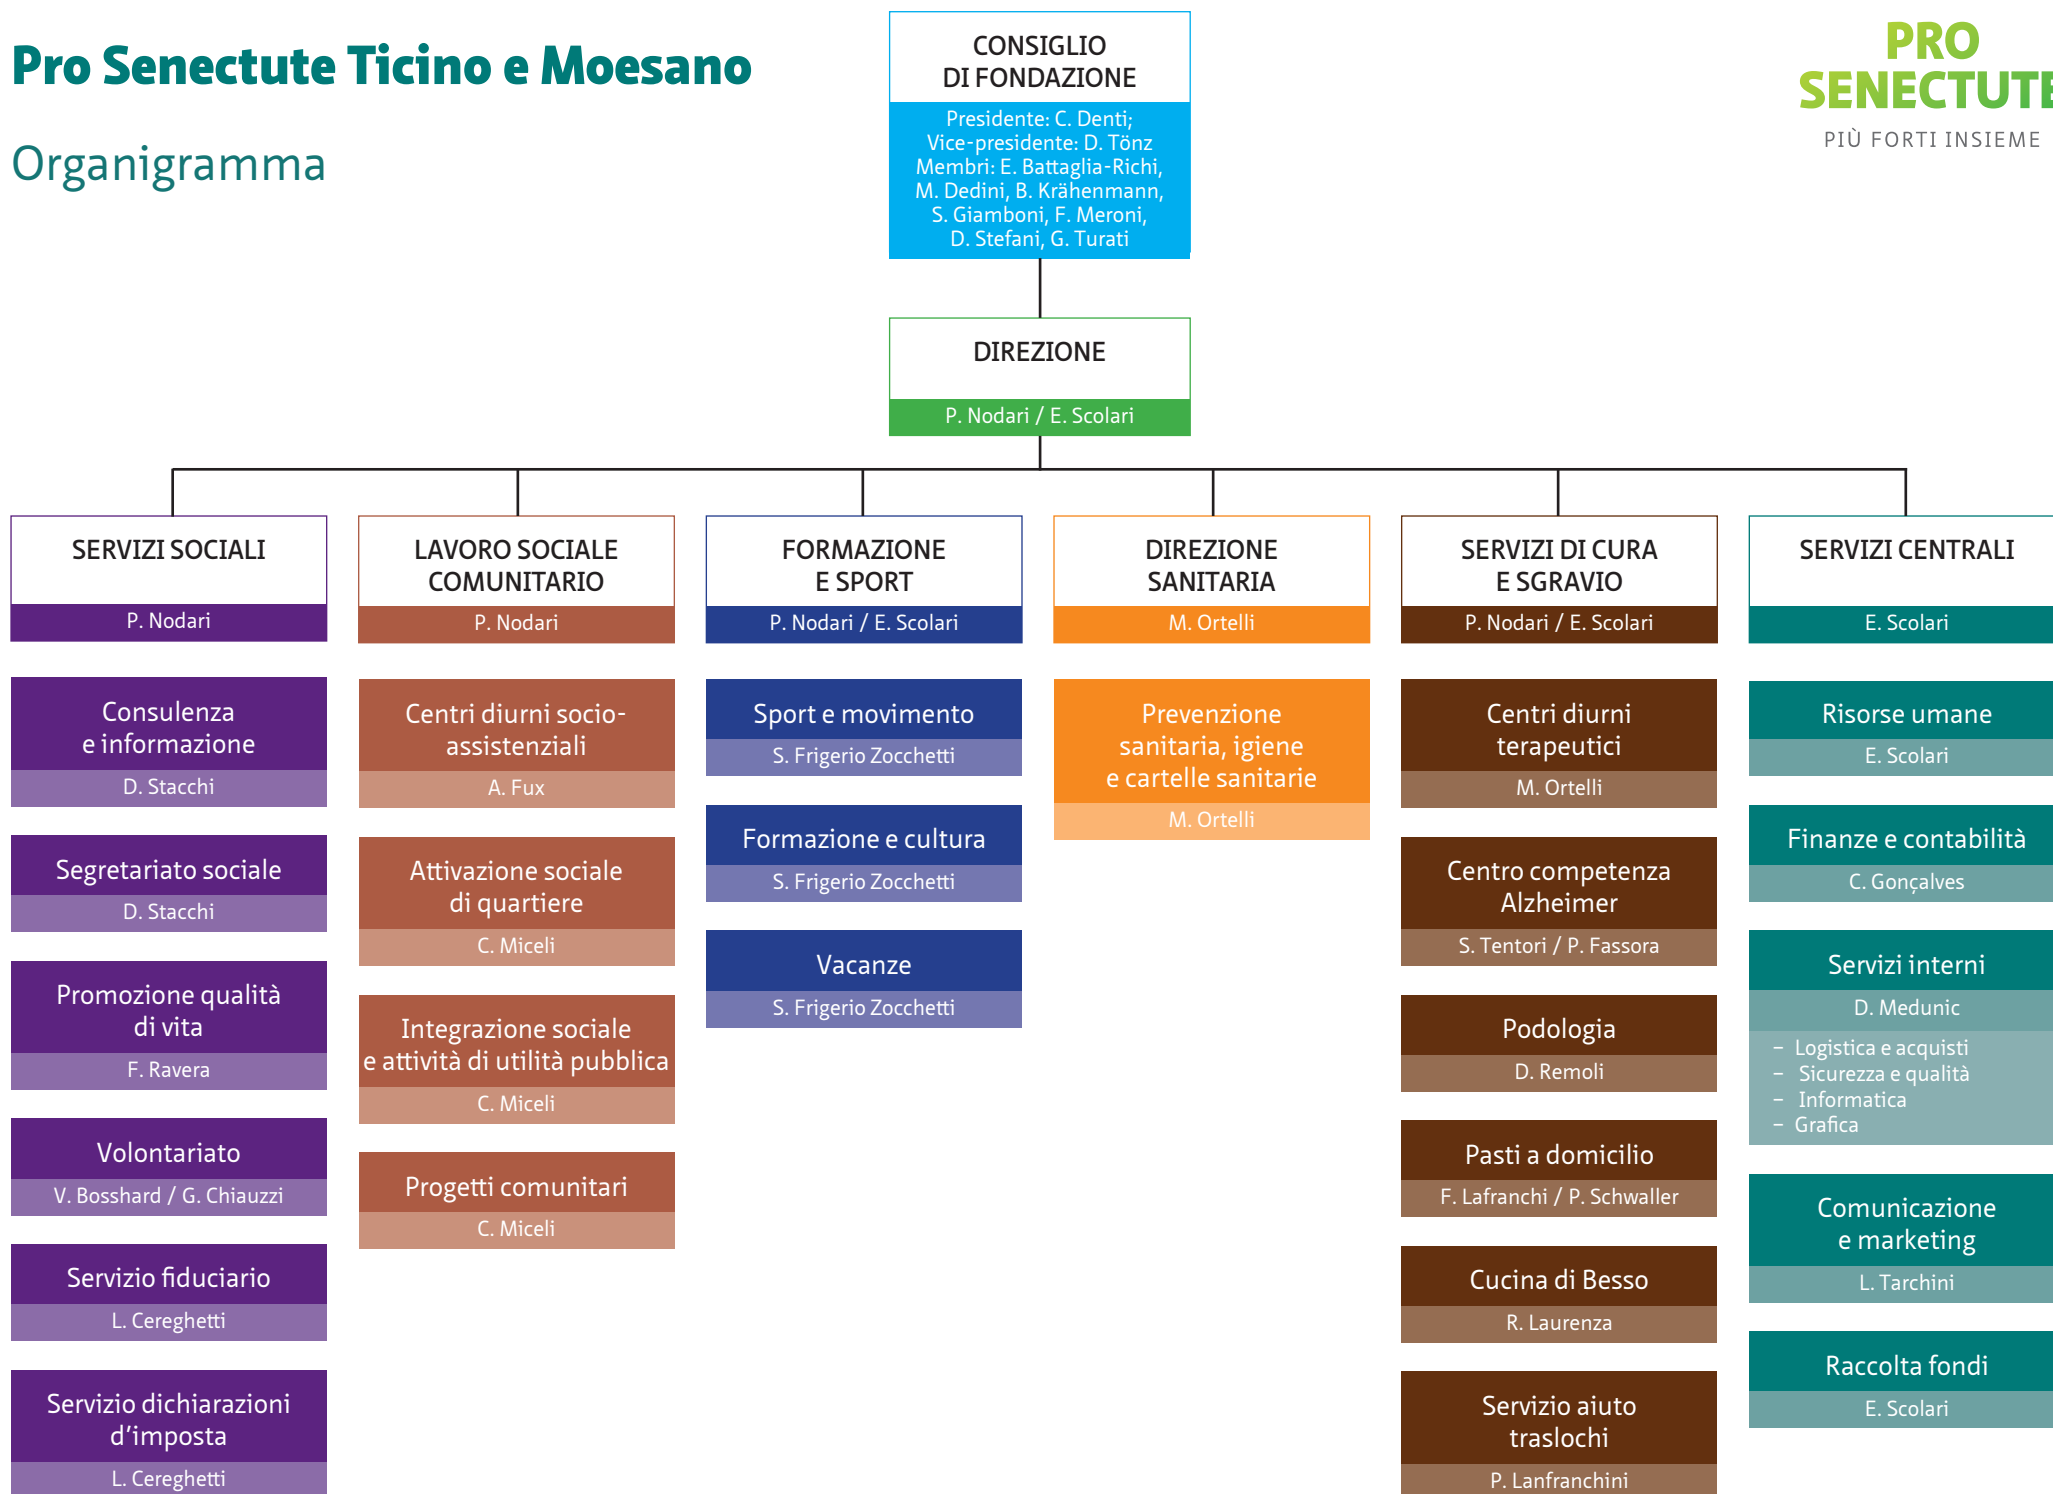 Pro Senectute Ticino e Moesano
Organigramma
PRO
SENECTUTE
PIÙ FORTI INSIEME
CONSIGLIO
DI FONDAZIONE
Presidente: C. Denti;
Vice-presidente: D. Tönz
Membri: E. Battaglia-Richi,
M. Dedini, B. Krähenmann,
S. Giamboni, F. Meroni,
D. Stefani, G. Turati
DIREZIONE
P. Nodari / E. Scolari
SERVIZI SOCIALI
P. Nodari
Consulenza
e informazione
D. Stacchi
Segretariato sociale
D. Stacchi
Promozione qualità
di vita
F. Ravera
Volontariato
V. Bosshard / G. Chiauzzi
Servizio fiduciario
L. Cereghetti
Servizio dichiarazioni
d'imposta
L. Cereghetti
LAVORO SOCIALE
COMUNITARIO
P. Nodari
Centri diurni socio-
assistenziali
A. Fux
Attivazione sociale
di quartiere
C. Miceli
Integrazione sociale
e attività di utilità pubblica
C. Miceli
Progetti comunitari
C. Miceli
FORMAZIONE
E SPORT
P. Nodari / E. Scolari
Sport e movimento
S. Frigerio Zocchetti
Formazione e cultura
S. Frigerio Zocchetti
Vacanze
S. Frigerio Zocchetti
DIREZIONE
SANITARIA
M. Ortelli
Prevenzione
sanitaria, igiene
e cartelle sanitarie
M. Ortelli
SERVIZI DI CURA
E SGRAVIO
P. Nodari / E. Scolari
Centri diurni
terapeutici
M. Ortelli
Centro competenza
Alzheimer
S. Tentori / P. Fassora
Podologia
D. Remoli
Pasti a domicilio
F. Lafranchi / P. Schwaller
Cucina di Besso
R. Laurenza
Servizio aiuto
traslochi
P. Lanfranchini
SERVIZI CENTRALI
E. Scolari
Risorse umane
E. Scolari
Finanze e contabilità
C. Gonçalves
Servizi interni
D. Medunic
– Logistica e acquisti
– Sicurezza e qualità
– Informatica
– Grafica
Comunicazione
e marketing
L. Tarchini
Raccolta fondi
E. Scolari